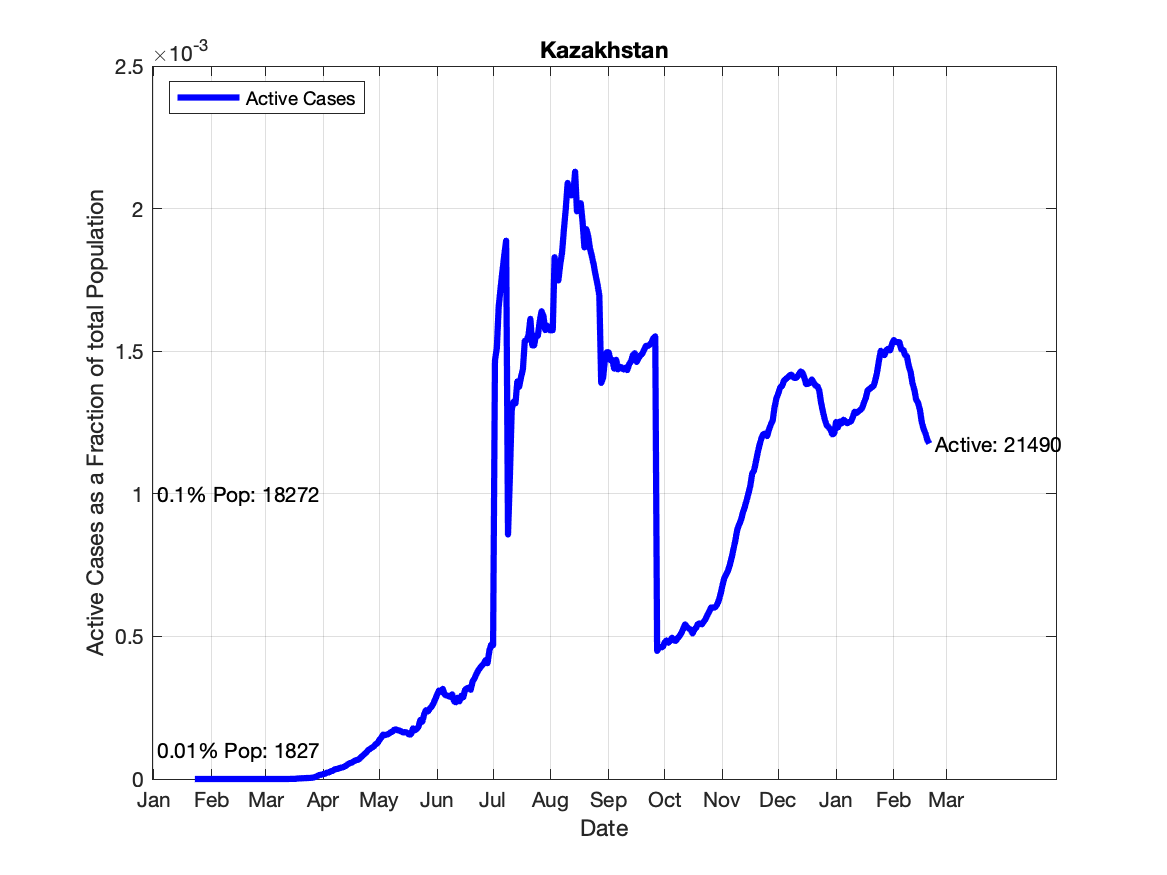 Kazakhstan
×10-3
2.5
2
1.5
1
0.5
0
Active Cases
Active Cases as a Fraction of total Population
0.1% Pop: 18272
0.01% Pop: 1827
Active: 21490
Jan Feb Mar Apr May Jun Jul Aug Sep Oct Nov Dec Jan Feb Mar
Date